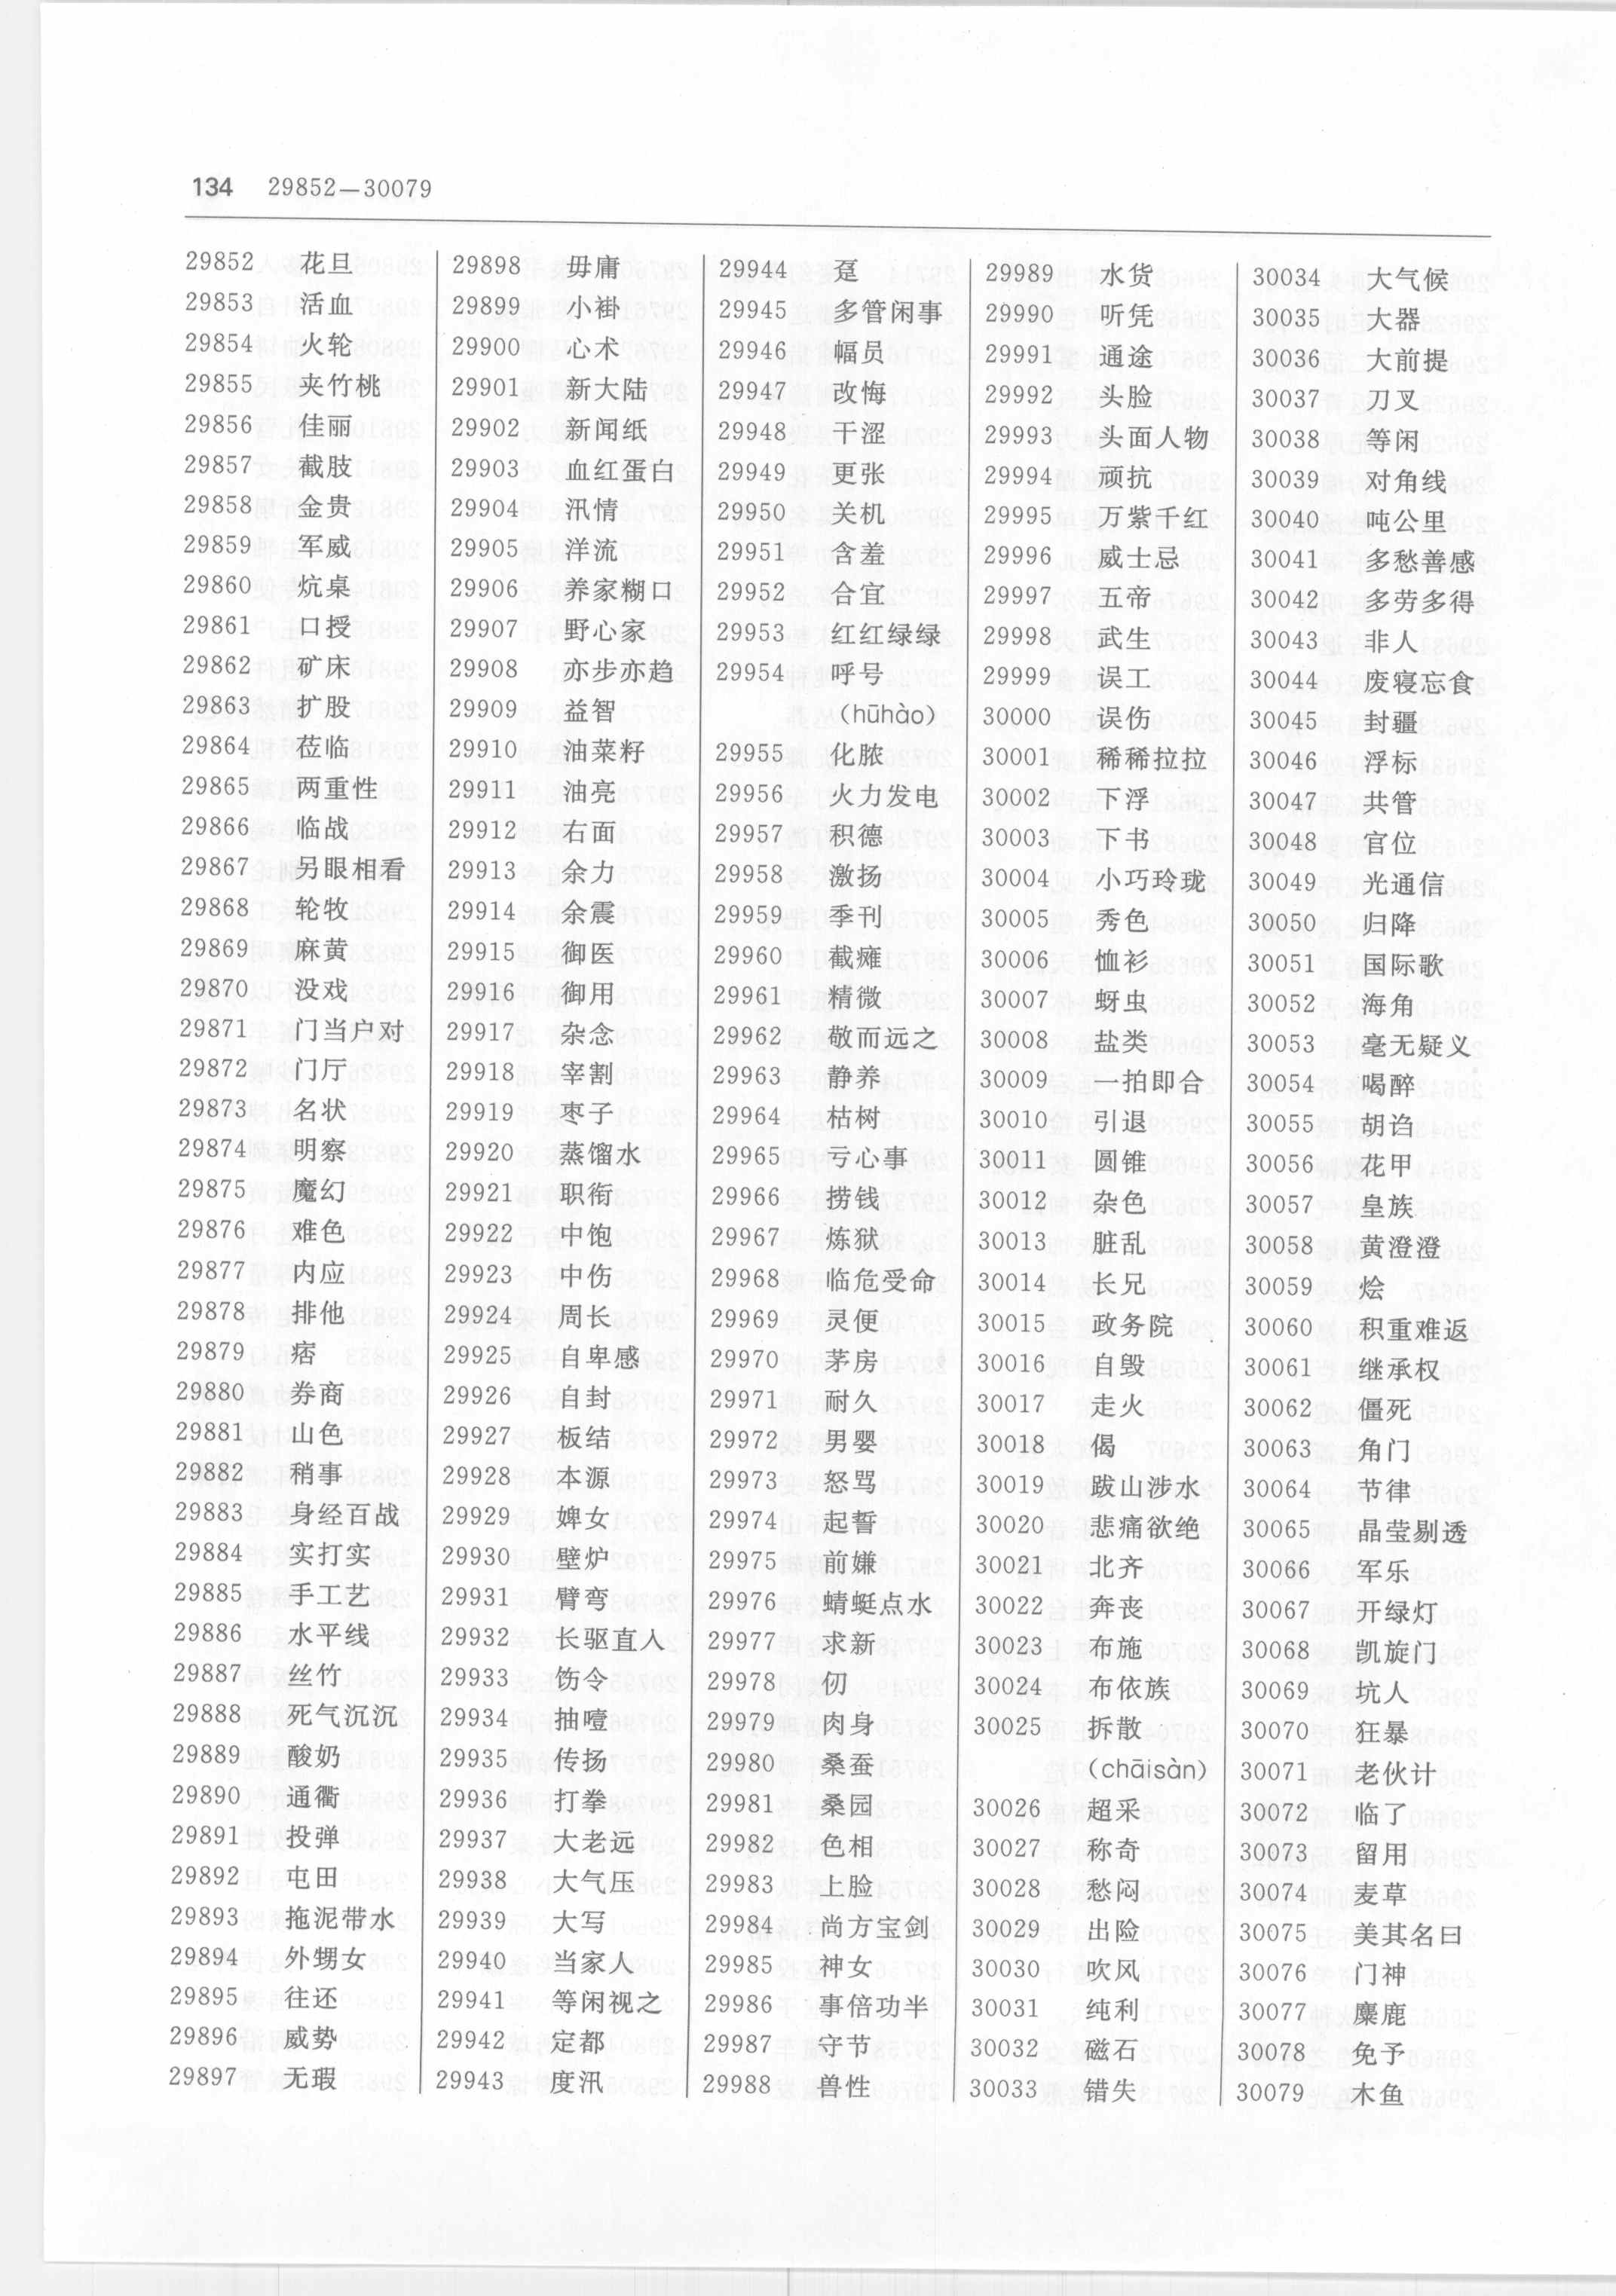 134 29852—30079
29852 花旦
29853 活血
29854 火轮
29855 夹竹桃
29856 佳丽
29857 截肢
29858 金贵
29859 军威
29860 炕桌
29861 口授
29862 矿床
29863 扩股
29864 莅临
29865 两重性
29866 临战
29867 另眼相看
29868 轮牧
29869 麻黄
29870 没戏
29871 门当户对
29872 门厅
29873 名状
29874 明察
29875 魔幻
29876 难色
29877 内应
29878 排他
29879 痞
29880 券商
29881 山色
29882 稍事
29883 身经百战
29884 实打实
29885 手工艺
29886 水平线
29887 丝竹
29888 死气沉沉
29889 酸奶
29890 通衢
29891 投弹
29892 屯田
29893 拖泥带水
29894 外甥女
29895 往还
29896 威势
29897 无瑕
29898 毋庸
29899 小褂
29900 心术
29901 新大陆
29902 新闻纸
29903 血红蛋白
29904 汛情
29905 洋流
29906 养家糊口
29907 野心家
29908 亦步亦趋
29909 益智
29910 油菜籽
29911 油亮
29912 右面
29913 余力
29914 余震
29915 御医
29916 御用
29917 杂念
29918 宰割
29919 枣子
29920 蒸馏水
29921 职衔
29922 中饱
29923 中伤
29924 周长
29925 自卑感
29926 自封
29927 板结
29928 本源
29929 婢女
29930 壁炉
29931 臂弯
29932 长驱直入
29933 饬令
29934 抽噎
29935 传扬
29936 打拳
29937 大老远
29938 大气压
29939 大写
29940 当家人
29941 等闲视之
29942 定都
29943 度汛
29944 趸
29945 多管闲事
29946 幅员
29947 改悔
29948 干涩
29949 更张
29950 关机
29951 含羞
29952 合宜
29953 红红绿绿
29954 呼号
(hūhào)
29955 化脓
29956 火力发电
29957 积德
29958 激扬
29959 季刊
29960 截瘫
29961 精微
29962 敬而远之
29963 静养
29964 枯树
29965 亏心事
29966 捞钱
29967 炼狱
29968 临危受命
29969 灵便
29970 茅房
29971 耐久
29972 男婴
29973 怒骂
29974 起誓
29975 前嫌
29976 蜻蜓点水
29977 求新
29978 仞
29979 肉身
29980 桑蚕
29981 桑园
29982 色相
29983 上脸
29984 尚方宝剑
29985 神女
29986 事倍功半
29987 守节
29988 兽性
29989 水货
29990 听凭
29991 通途
29992 头脸
29993 头面人物
29994 顽抗
29995 万紫千红
29996 威士忌
29997 五帝
29998 武生
29999 误工
30000 误伤
30001 稀稀拉拉
30002 下浮
30003 下书
30004 小巧玲珑
30005 秀色
30006 恤衫
30007 蚜虫
30008 盐类
30009 一拍即合
30010 引退
30011 圆锥
30012 杂色
30013 脏乱
30014 长兄
30015 政务院
30016 自毁
30017 走火
30018 偈
30019 跋山涉水
30020 悲痛欲绝
30021 北齐
30022 奔丧
30023 布施
30024 布依族
30025 拆散
(chāisàn)
30026 超采
30027 称奇
30028 愁闷
30029 出险
30030 吹风
30031 纯利
30032 磁石
30033 错失
30034 大气候
30035 大器
30036 大前提
30037 刀叉
30038 等闲
30039 对角线
30040 吨公里
30041 多愁善感
30042 多劳多得
30043 非人
30044 废寝忘食
30045 封疆
30046 浮标
30047 共管
30048 官位
30049 光通信
30050 归降
30051 国际歌
30052 海角
30053 毫无疑义
30054 喝醉
30055 胡诌
30056 花甲
30057 皇族
30058 黄澄澄
30059 烩
30060 积重难返
30061 继承权
30062 僵死
30063 角门
30064 节律
30065 晶莹剔透
30066 军乐
30067 开绿灯
30068 凯旋门
30069 坑人
30070 狂暴
30071 老伙计
30072 临了
30073 留用
30074 麦草
30075 美其名曰
30076 门神
30077 麋鹿
30078 免予
30079 木鱼